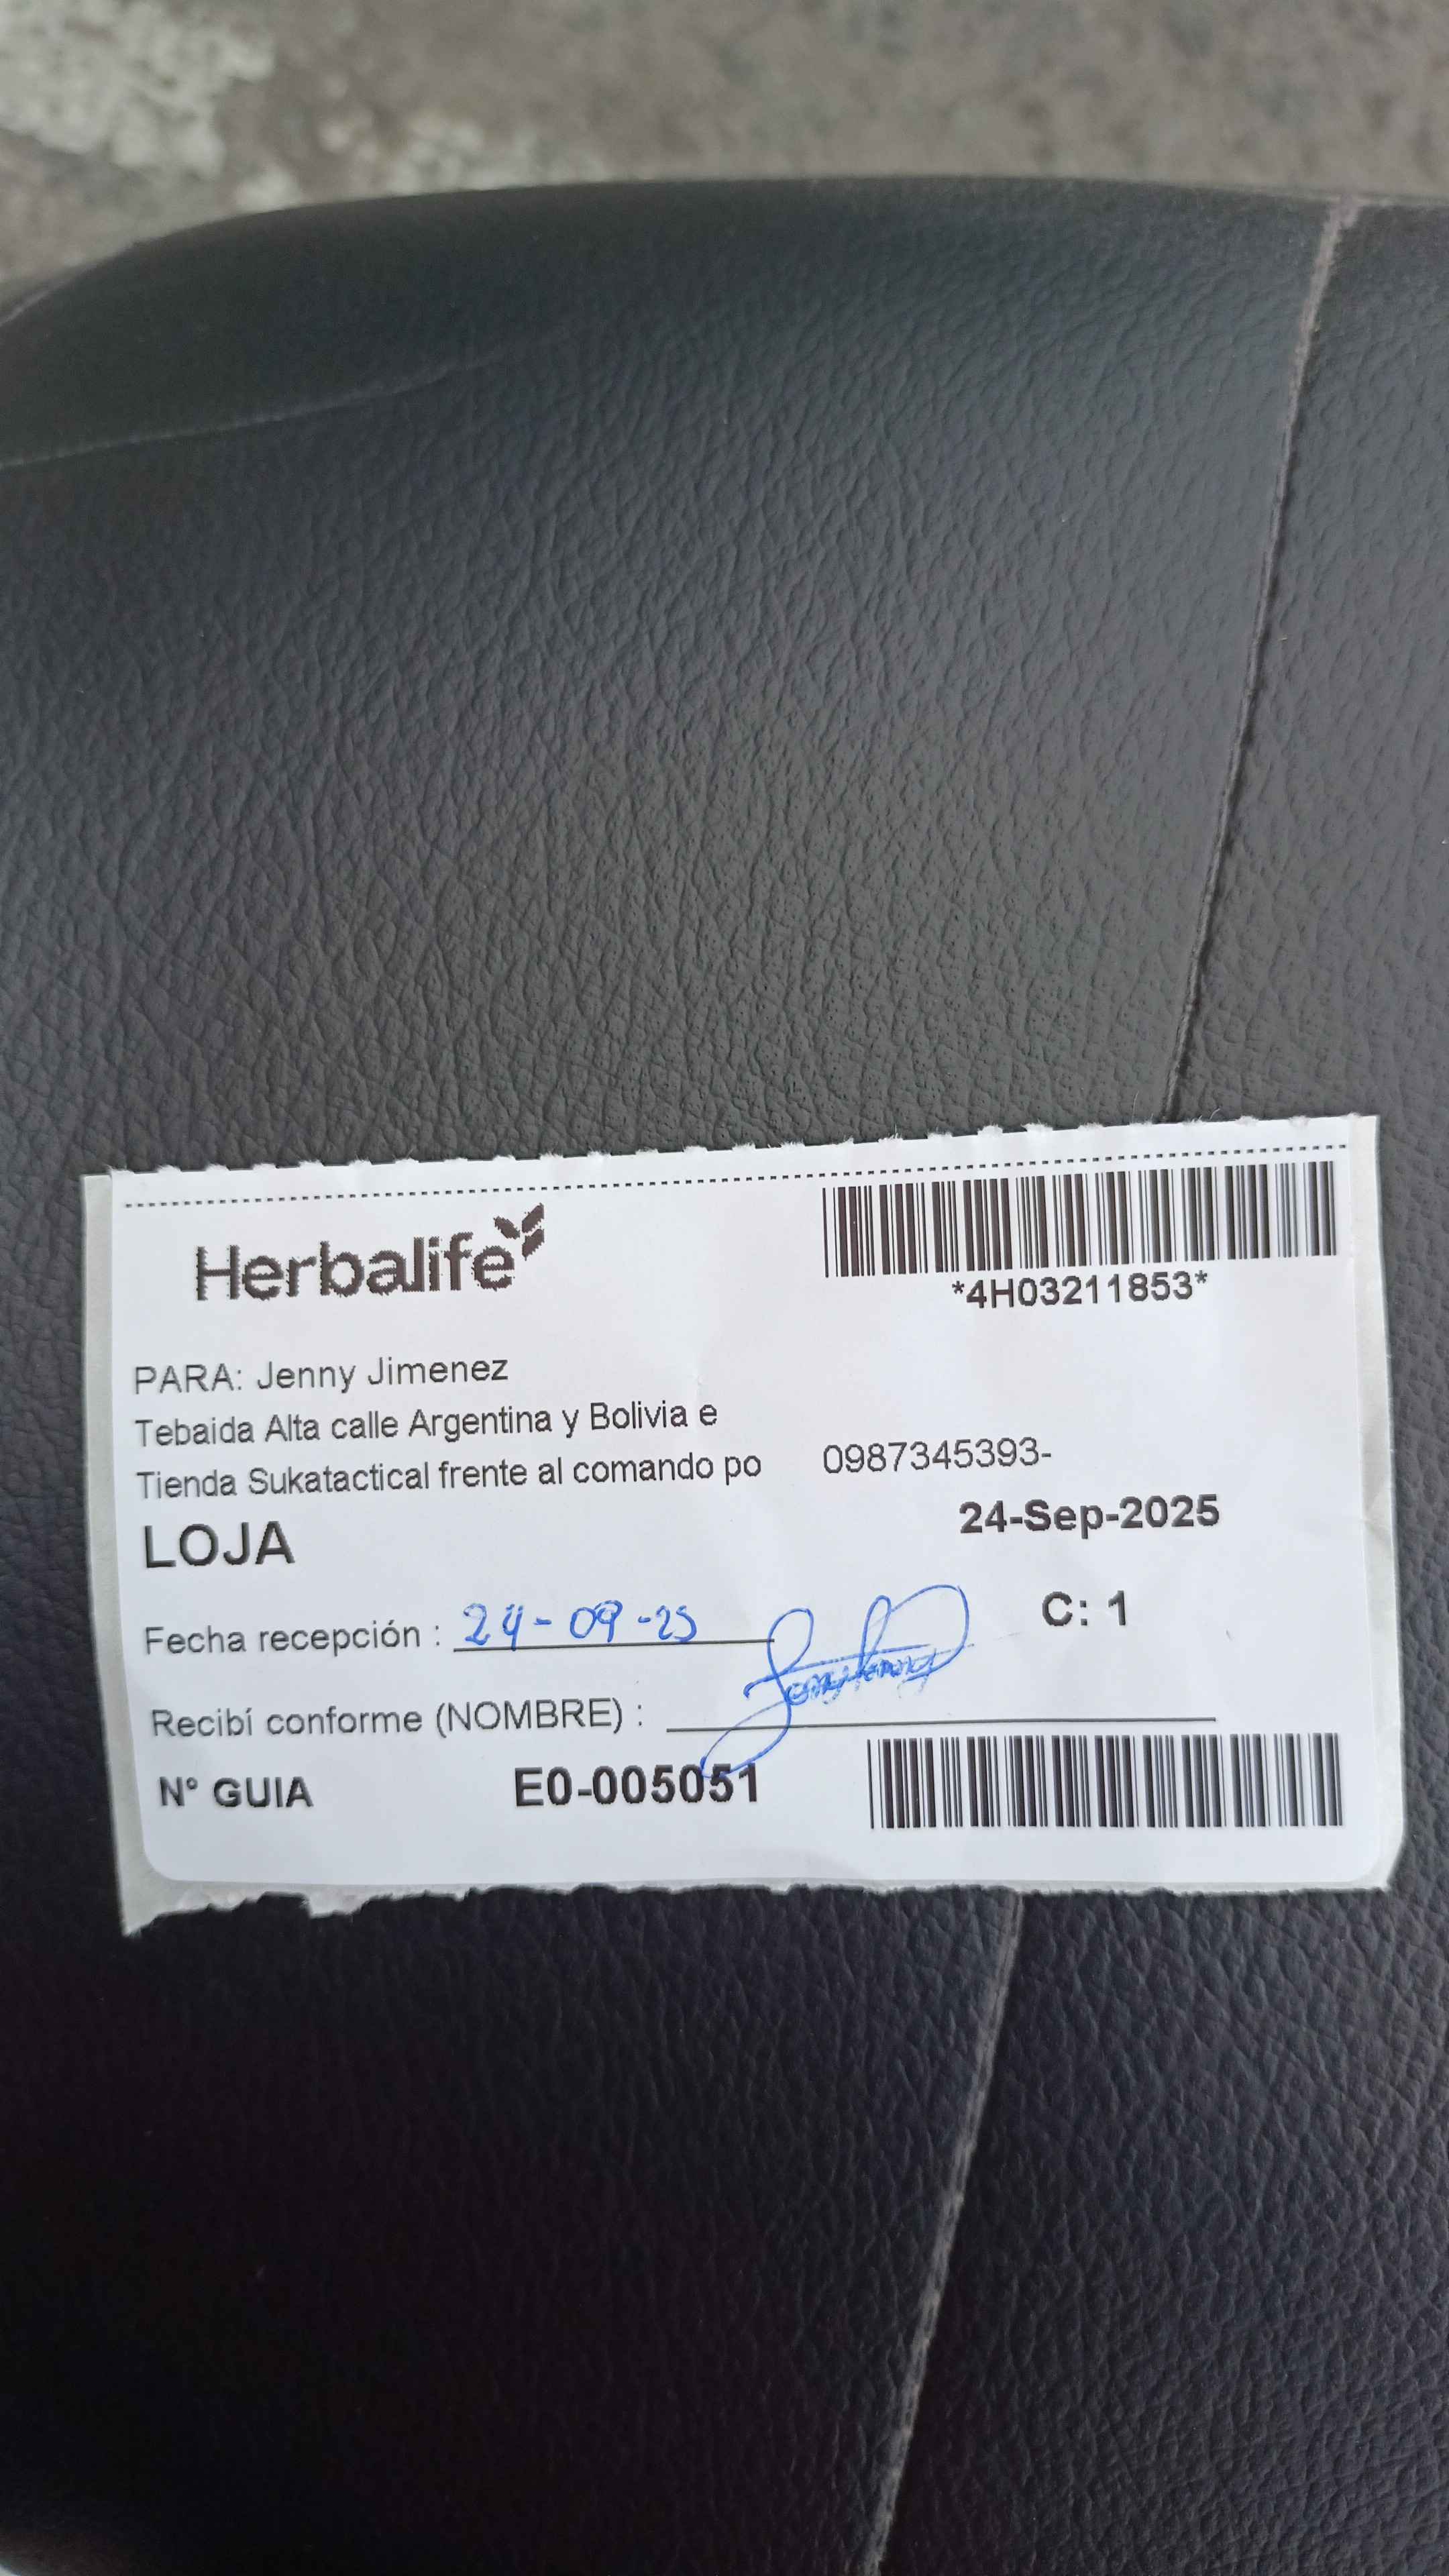 Herbalife
*4H03211853*
PARA: Jenny Jimenez
Tebaida Alta calle Argentina y Bolivia e
Tienda Sukatactical frente al comando po 0987345393-
24-Sep-2025
LOJA
C: 1
Fecha recepción : 24-09-25
Recibí conforme (NOMBRE) :
N° GUIA E0-005051